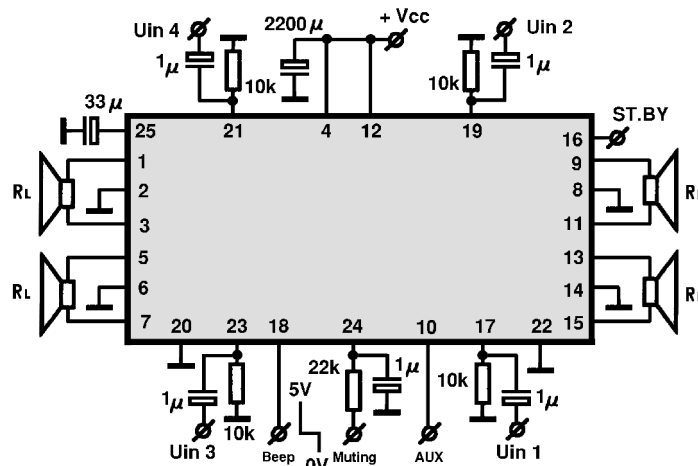 Uin 4
2200 µ
+ Vcc
Uin 2
1µ
10k
10k
1µ
33 µ
ST.BY
25
21
4
12
19
16
1
9
RL
2
8
R
3
11
5
13
RL
6
14
R
7
15
20
23
18
24
10
17
22
1µ
10k
5V
0V
22k
1µ
10k
1µ
Uin 3
Beep
Muting
AUX
Uin 1